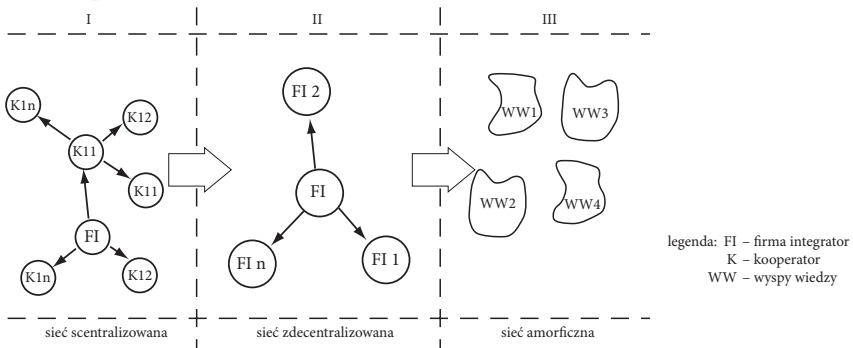 I
II
III
K1n
K12
K11
K11
FI
K1n
K12
FI 2
FI
FI n
FI 1
WW1
WW3
WW2
WW4
legenda: FI – firma integrator
K – kooperator
WW – wyspy wiedzy
sieć scentralizowana
sieć zdecentralizowana
sieć amorficzna